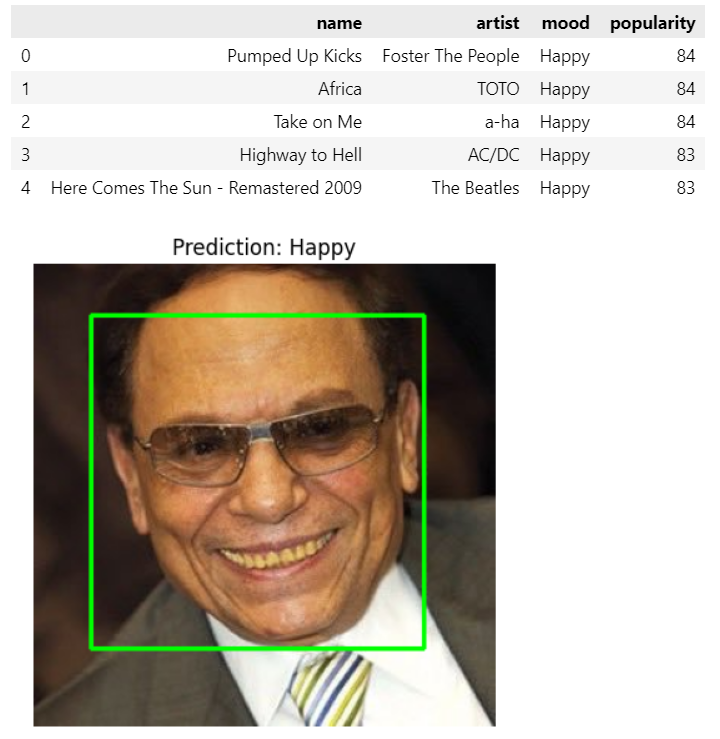 name artist mood popularity
0 Pumped Up Kicks Foster The People Happy 84
1 Africa TOTO Happy 84
2 Take on Me a-ha Happy 84
3 Highway to Hell AC/DC Happy 83
4 Here Comes The Sun - Remastered 2009 The Beatles Happy 83
Prediction: Happy